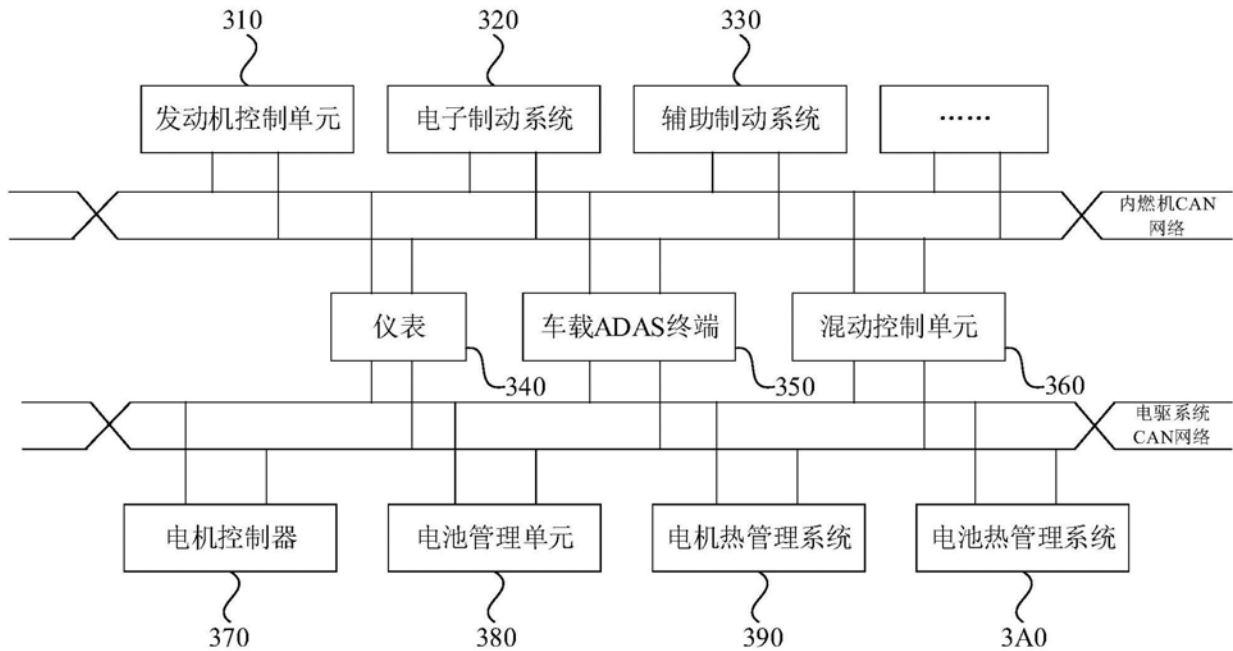 310
320
330
发动机控制单元
电子制动系统
辅助制动系统
……
内燃机CAN
网络
仪表
车载ADAS终端
混动控制单元
340
350
360
电驱系统
CAN网络
电机控制器
电池管理单元
电机热管理系统
电池热管理系统
370
380
390
3A0